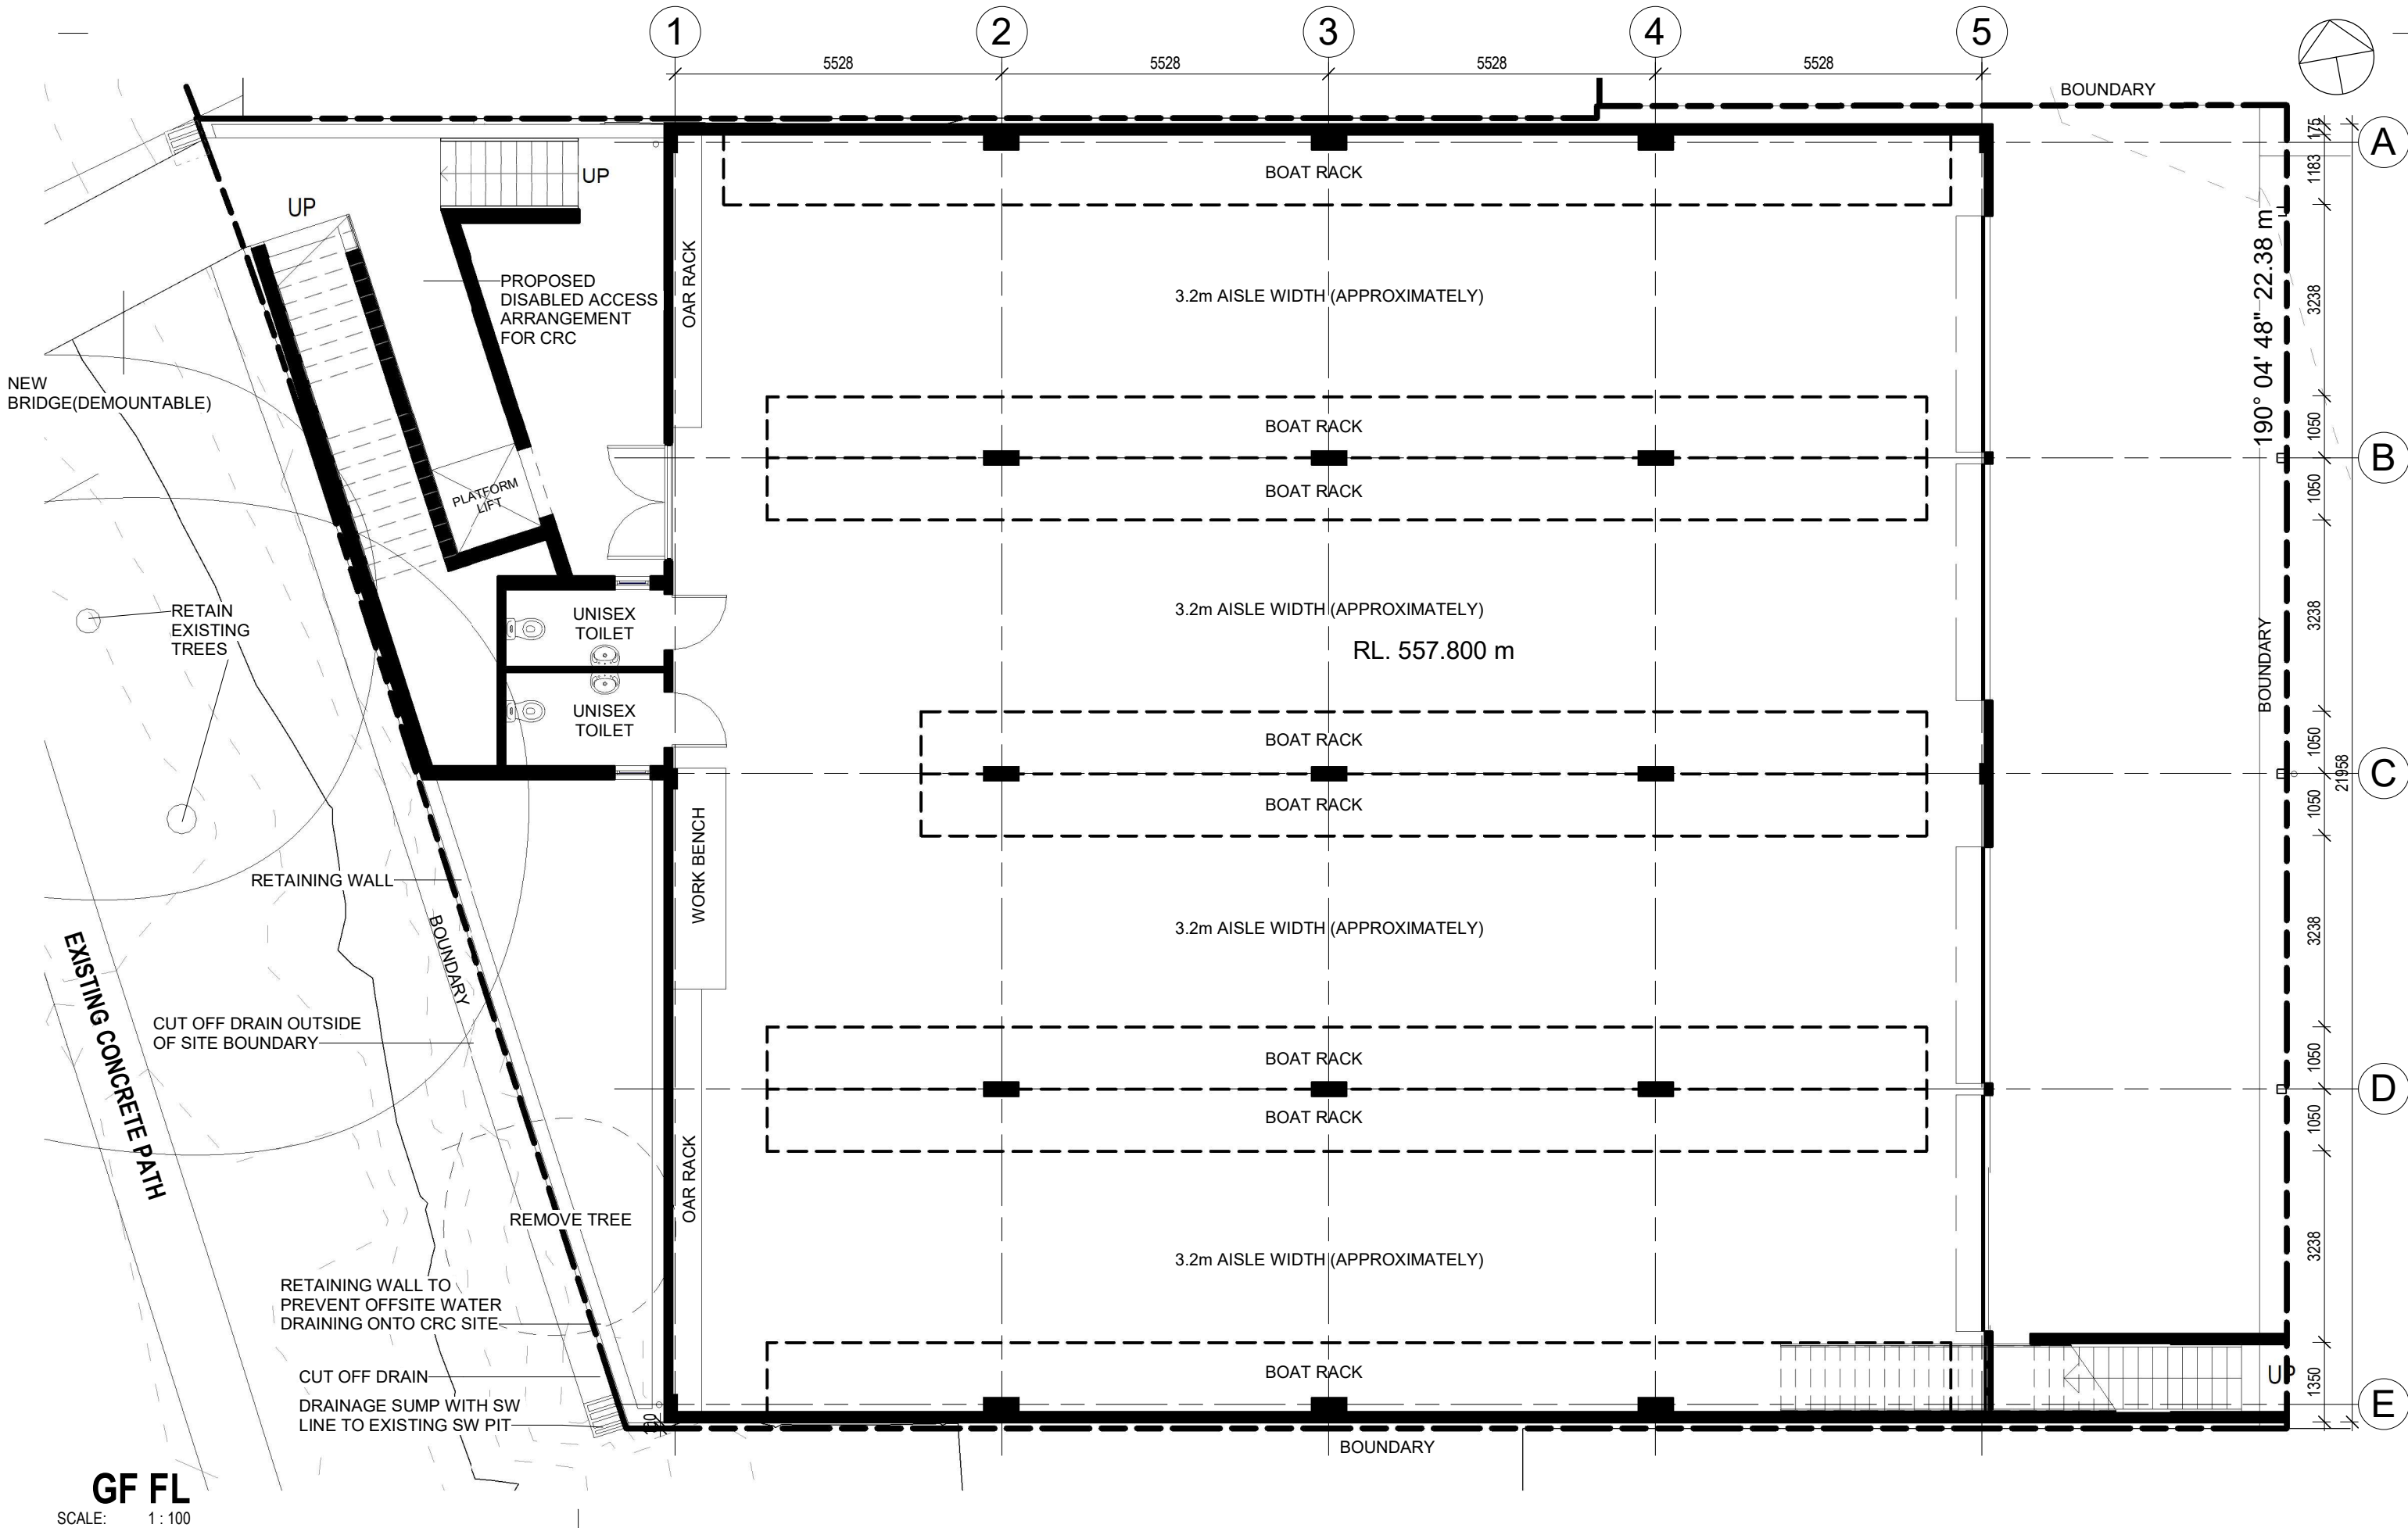 1
2
3
4
5
5528
5528
5528
5528
BOUNDARY
175
A
1183
BOAT RACK
UP
UP
OAR RACK
190° 04' 48" 22.38 m
PROPOSED
DISABLED ACCESS
ARRANGEMENT
FOR CRC
3.2m AISLE WIDTH (APPROXIMATELY)
3238
NEW
BRIDGE(DEMOUNTABLE)
BOAT RACK
1050
B
BOAT RACK
1050
PLATFORM
LIFT
RETAIN
EXISTING
TREES
UNISEX
TOILET
3.2m AISLE WIDTH (APPROXIMATELY)
3238
RL. 557.800 m
BOUNDARY
UNISEX
TOILET
BOAT RACK
1050
21958
C
BOAT RACK
1050
WORK BENCH
RETAINING WALL
BOUNDARY
3.2m AISLE WIDTH (APPROXIMATELY)
3238
EXISTING CONCRETE PATH
CUT OFF DRAIN OUTSIDE
OF SITE BOUNDARY
BOAT RACK
1050
D
BOAT RACK
1050
OAR RACK
REMOVE TREE
3.2m AISLE WIDTH (APPROXIMATELY)
3238
RETAINING WALL TO
PREVENT OFFSITE WATER
DRAINING ONTO CRC SITE
CUT OFF DRAIN
BOAT RACK
UP
1350
E
DRAINAGE SUMP WITH SW
LINE TO EXISTING SW PIT
BOUNDARY
GF FL
SCALE: 1 : 100